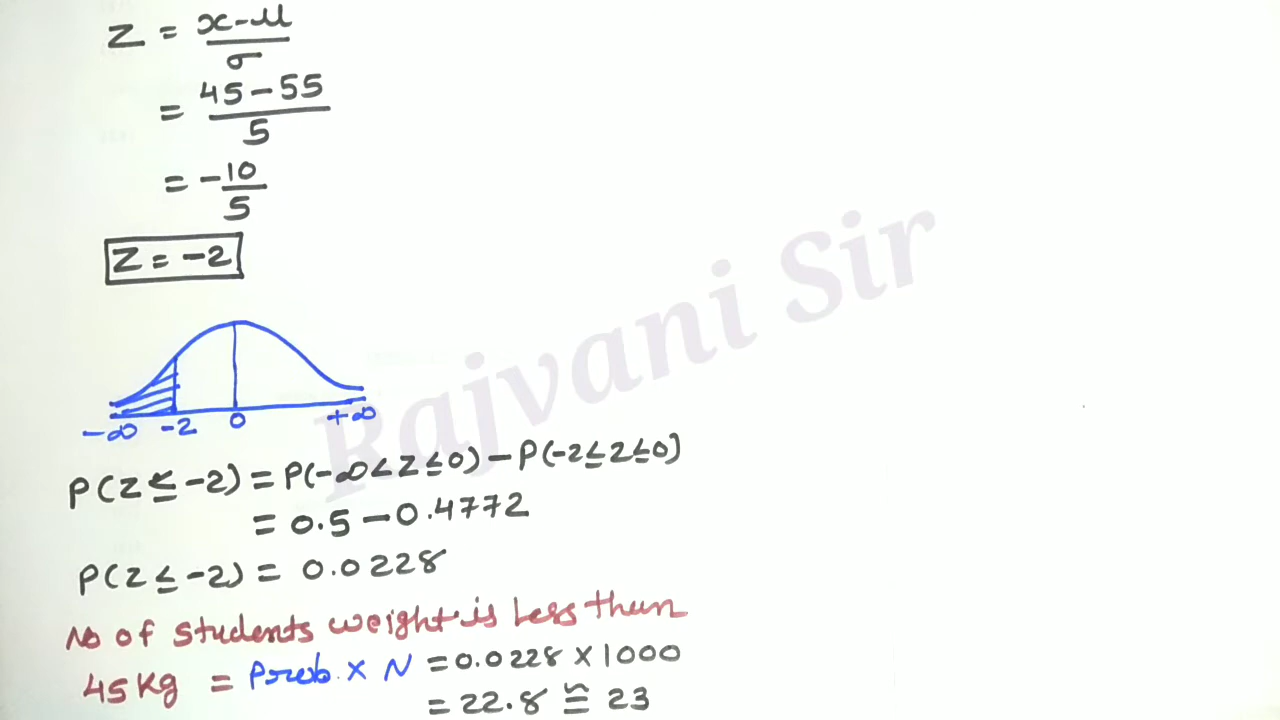 Z = x-μ/σ
= 45-55/5
= -10/5
Z = -2
-∞ -2 0 +∞
P(Z ≤ -2) = P(-∞<Z≤0) - P(-2≤Z≤0)
= 0.5 - 0.4772
P(Z ≤ -2) = 0.0228
No of students weight is Less than
45 Kg = Prob. × N = 0.0228 × 1000
= 22.8 ≅ 23
Rajvani Sir